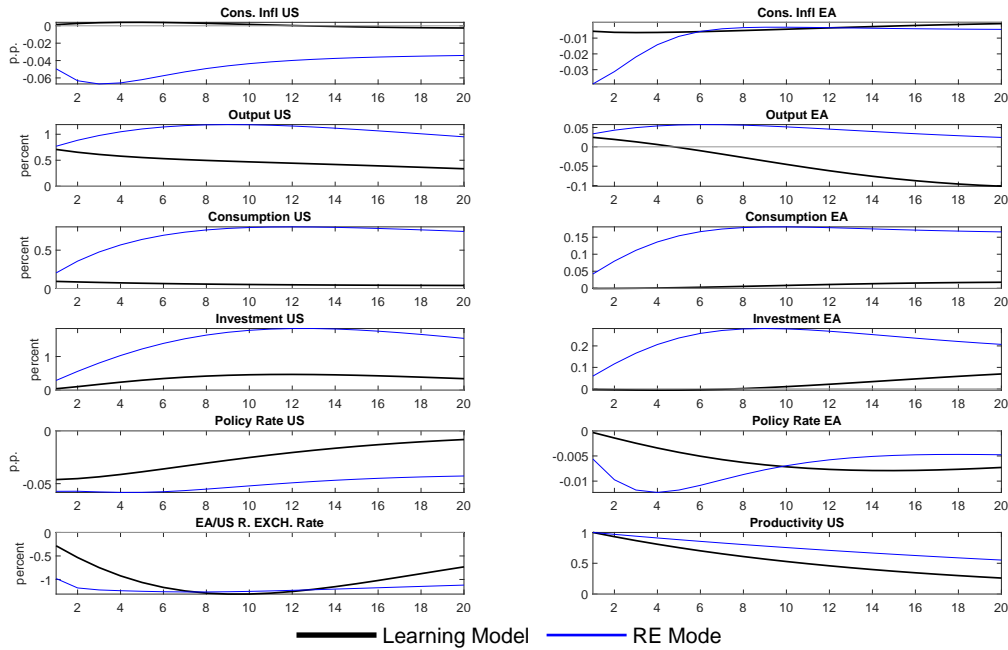 Cons. Infl US
Cons. Infl EA
p.p.
0
-0.02
-0.04
-0.06
-0.01
-0.02
-0.03
2 4 6 8 10 12 14 16 18 20
2 4 6 8 10 12 14 16 18 20
Output US
Output EA
percent
1
0.5
0
0.05
0
-0.05
-0.1
2 4 6 8 10 12 14 16 18 20
2 4 6 8 10 12 14 16 18 20
Consumption US
Consumption EA
percent
0.5
0
0.15
0.1
0.05
0
2 4 6 8 10 12 14 16 18 20
2 4 6 8 10 12 14 16 18 20
Investment US
Investment EA
percent
1
0
0.2
0.1
0
2 4 6 8 10 12 14 16 18 20
2 4 6 8 10 12 14 16 18 20
Policy Rate US
Policy Rate EA
p.p.
0
-0.05
-0.005
-0.01
2 4 6 8 10 12 14 16 18 20
2 4 6 8 10 12 14 16 18 20
EA/US R. EXCH. Rate
Productivity US
percent
0
-0.5
-1
1
0.5
0
2 4 6 8 10 12 14 16 18 20
2 4 6 8 10 12 14 16 18 20
Learning Model RE Mode